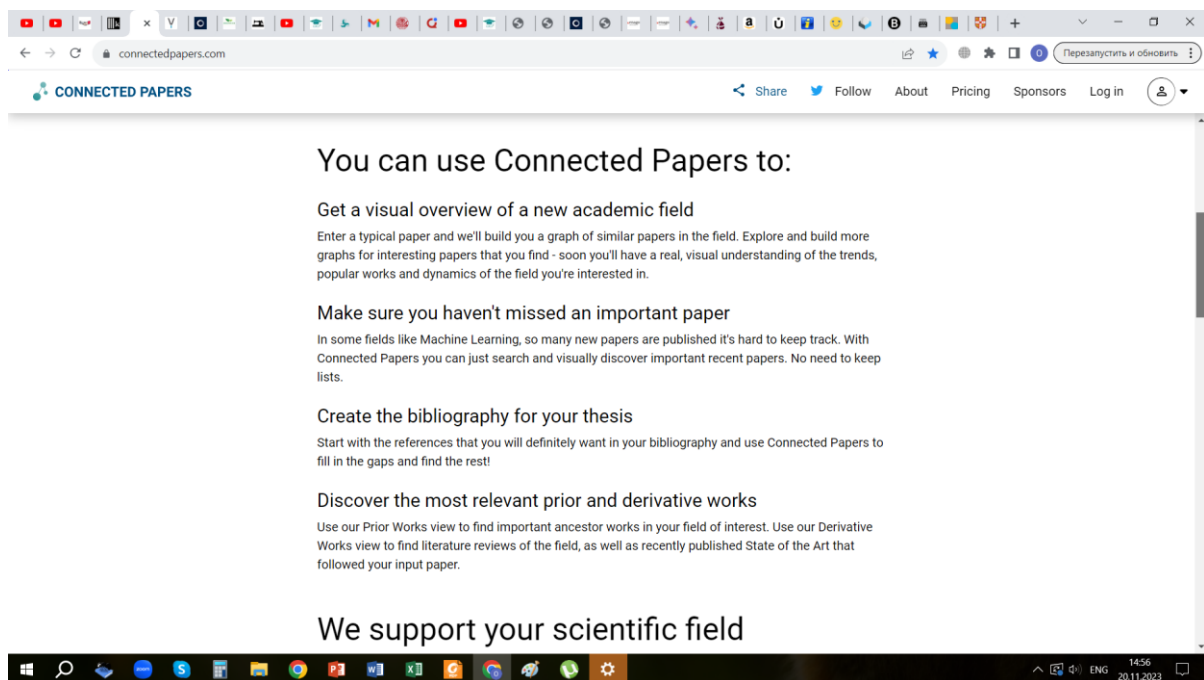 connectedpapers.com
Перезапустить и обновить
CONNECTED PAPERS
Share Follow About Pricing Sponsors Log in
You can use Connected Papers to:
Get a visual overview of a new academic field
Enter a typical paper and we'll build you a graph of similar papers in the field. Explore and build more
graphs for interesting papers that you find - soon you'll have a real, visual understanding of the trends,
popular works and dynamics of the field you're interested in.
Make sure you haven't missed an important paper
In some fields like Machine Learning, so many new papers are published it's hard to keep track. With
Connected Papers you can just search and visually discover important recent papers. No need to keep
lists.
Create the bibliography for your thesis
Start with the references that you will definitely want in your bibliography and use Connected Papers to
fill in the gaps and find the rest!
Discover the most relevant prior and derivative works
Use our Prior Works view to find important ancestor works in your field of interest. Use our Derivative
Works view to find literature reviews of the field, as well as recently published State of the Art that
followed your input paper.
We support your scientific field
14:56
ENG
20.11.2023